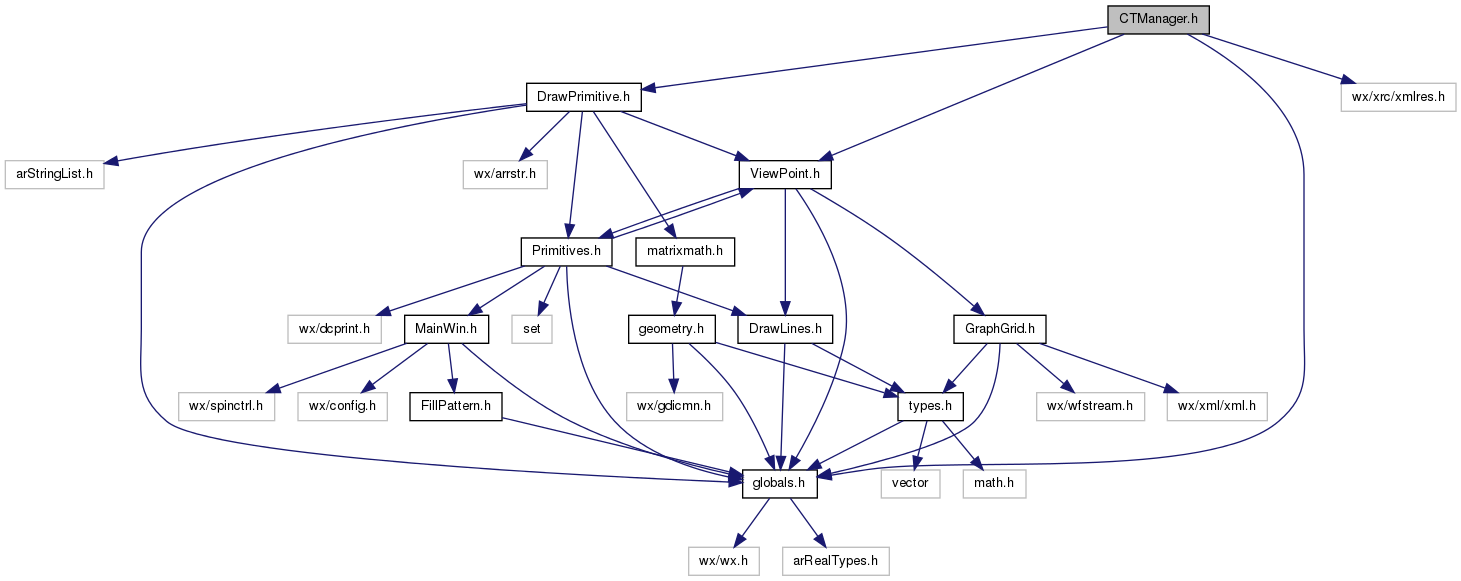 CTManager.h
DrawPrimitive.h
wx/xrc/xmlres.h
arStringList.h
wx/arrstr.h
ViewPoint.h
Primitives.h
matrixmath.h
wx/dcprint.h
MainWin.h
set
geometry.h
DrawLines.h
GraphGrid.h
wx/spinctrl.h
wx/config.h
FillPattern.h
wx/gdicmn.h
types.h
wx/wfstream.h
wx/xml/xml.h
globals.h
vector
math.h
wx/wx.h
arRealTypes.h